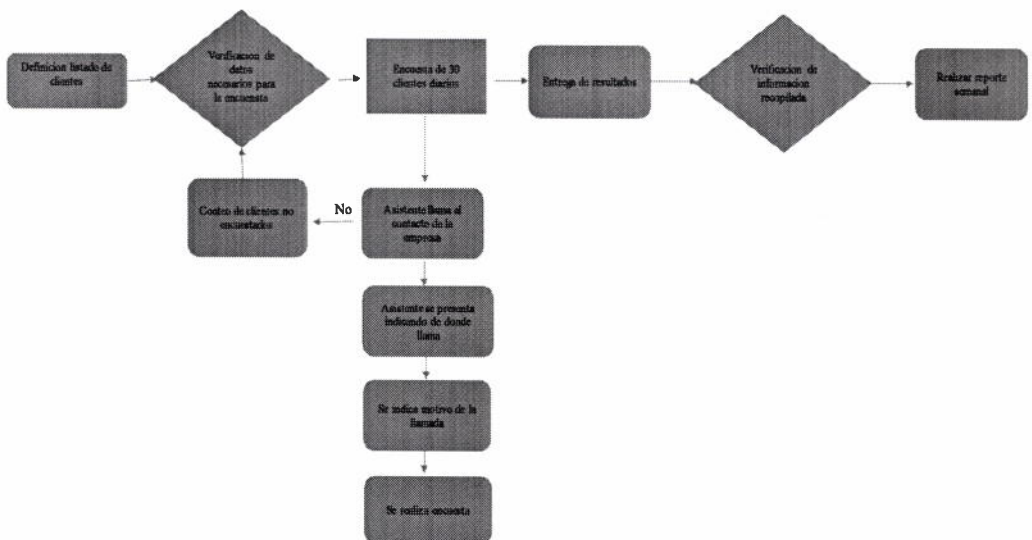 Definicion listado de
clientes
Verificacion de
datos
necesarios para
la encuesta
Encuesta de 30
clientes diarios
Entrega de resultados
Verificacion de
informacion
recopilada
Realizar reporte
semanal
Conteo de clientes no
encuestados
No
Asistente llama al
contacto de la
empresa
Asistente se presenta
indicando de donde
llama
Se indica motivo de la
llamada
Se realiza encuesta